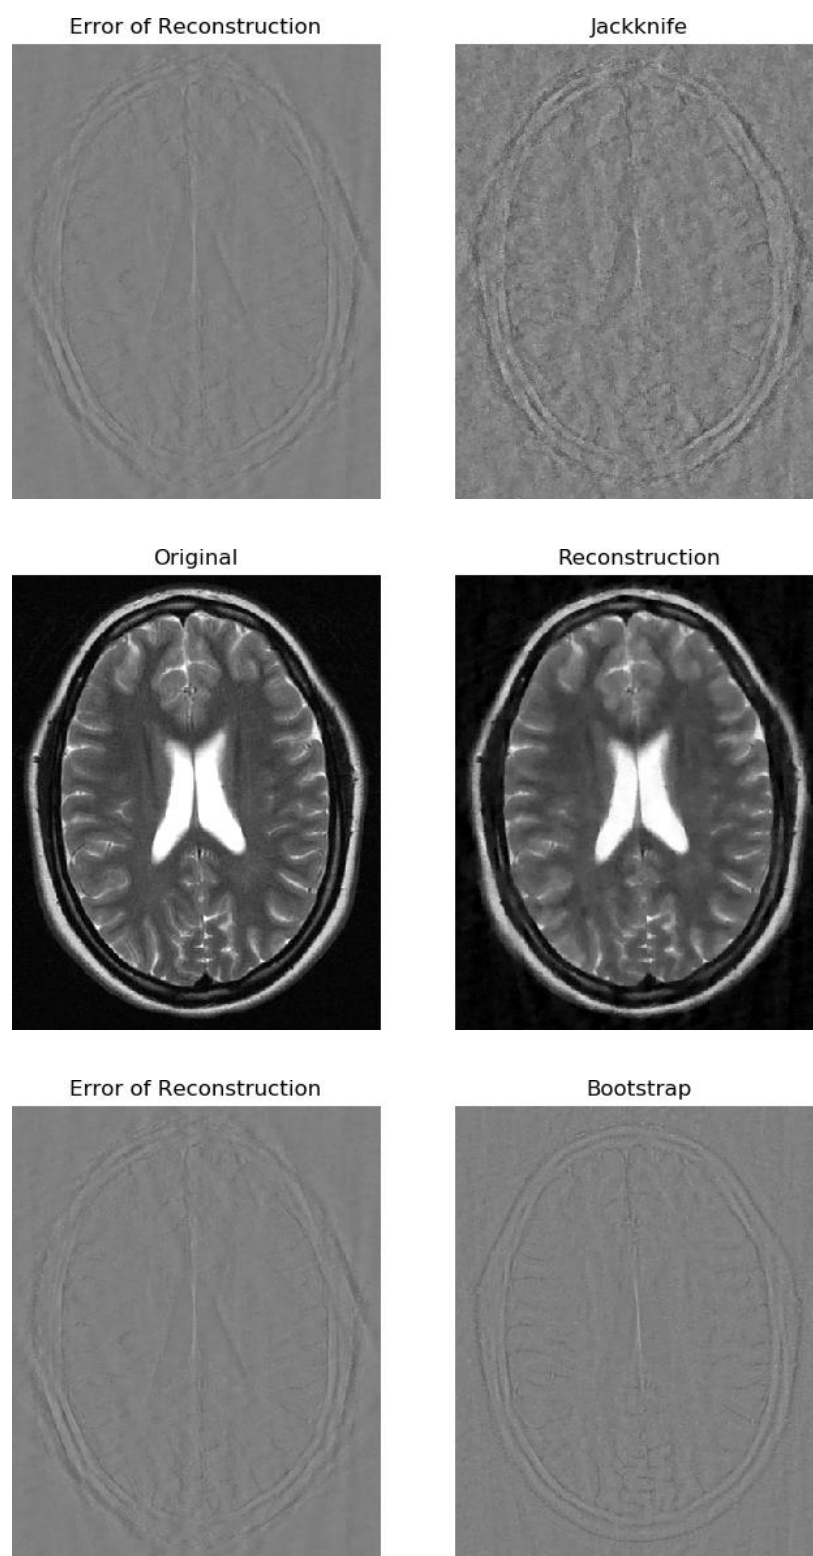 Error of Reconstruction
Jackknife
Original
Reconstruction
Error of Reconstruction
Bootstrap